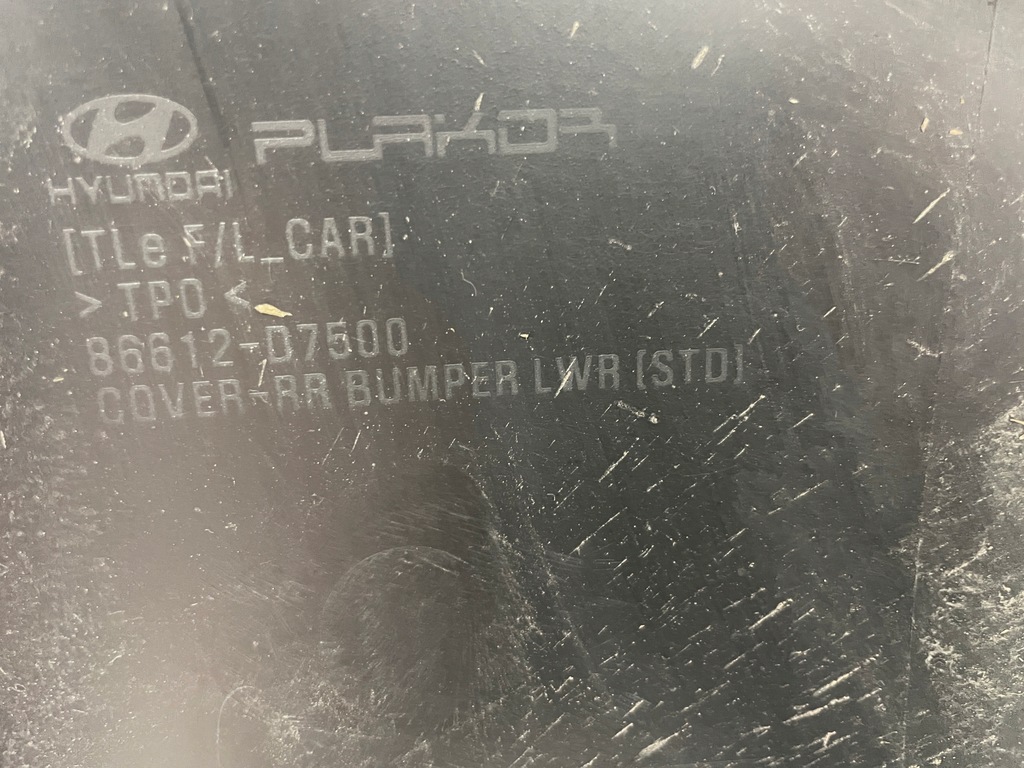 PLAKOR
HYUNDAI
[TLe F/L_CAR]
> TPO <
86612-D7500
COVER-RR BUMPER LWR (STD)